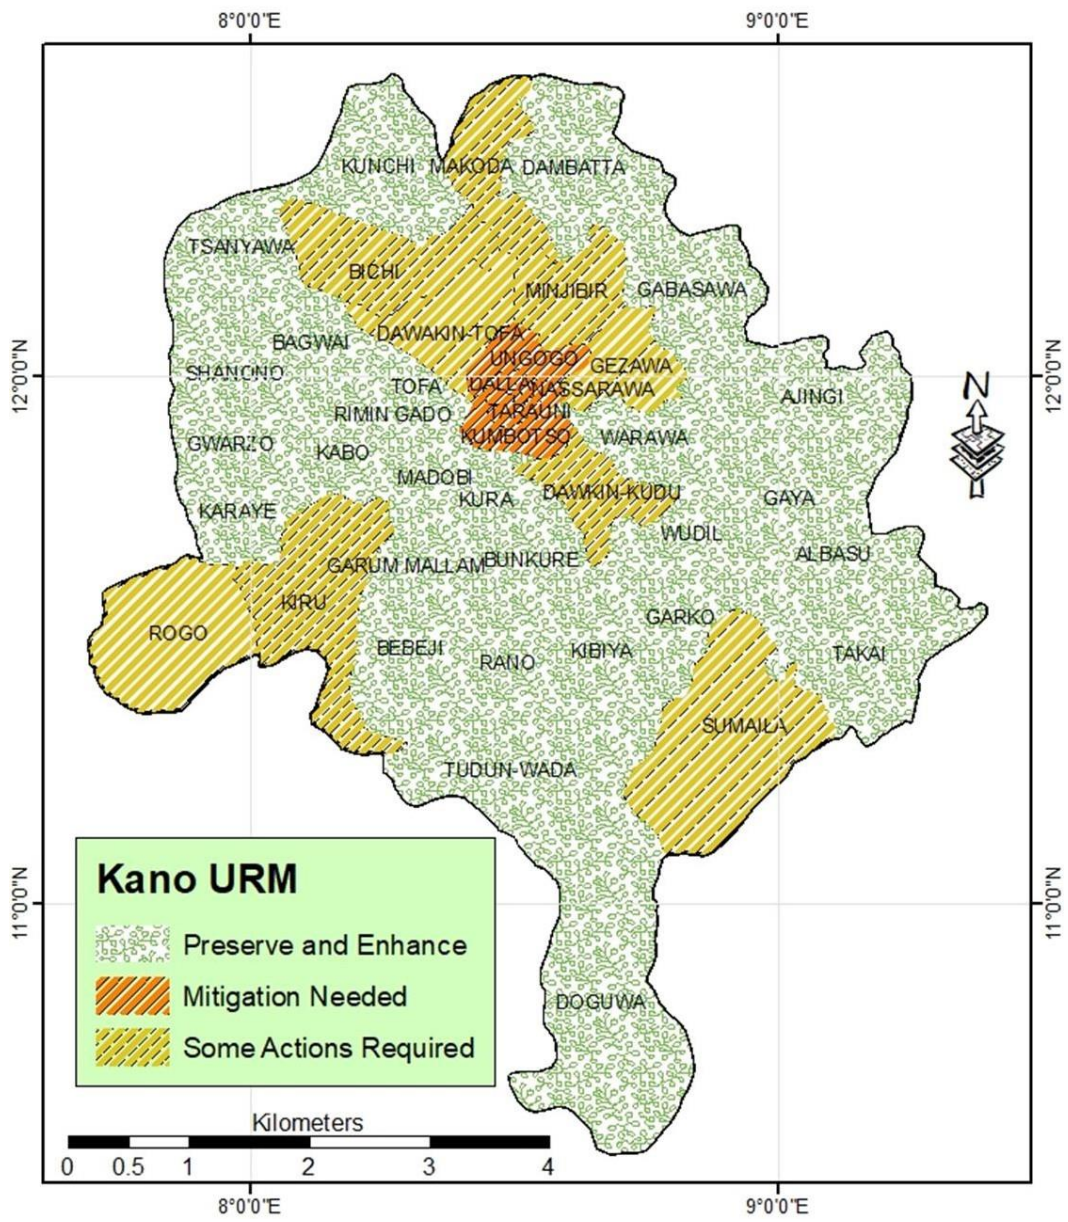 8°0'0"E 9°0'0"E
KUNCHI MAKODA DAMBATTA
TSANYAWA
BICHI
MINJIBIR GABASAWA
DAWAKIN-TOFA
BAGWAI
UNGOGO
GEZAWA
12°0'0"N 12°0'0"N
SHANONO
TOFA DALLA NASSARAWA
AJINGI
N
RIMIN GADO TARAUNI
GWARZO KUMBOTSO WARAWA
KABO
MADOBI
KURA DAWKIN-KUDU GAYA
KARAYE
WUDIL
GARUM MALLAM BUNKURE ALBASU
KIRU
GARKO
ROGO
BEBEJI RANO KIBIYA TAKAI
SUMAILA
TUDUN-WADA
11°0'0"N 11°0'0"N
DOGUWA
Kano URM
Preserve and Enhance
Mitigation Needed
Some Actions Required
Kilometers
0 0.5 1 2 3 4
8°0'0"E 9°0'0"E